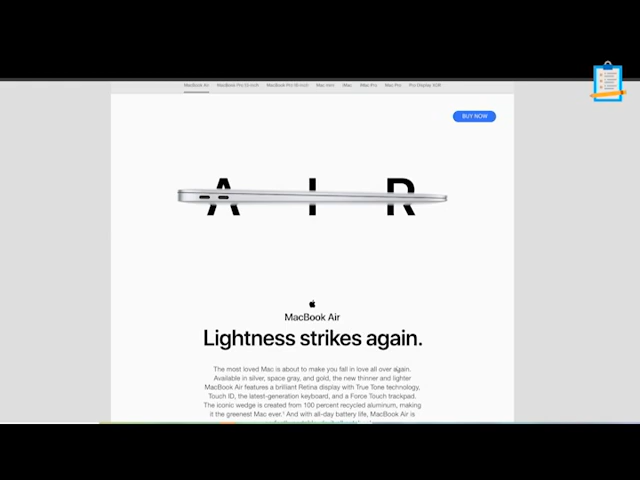 MacBook Air MacBook Pro 13-inch MacBook Pro 16-inch Mac mini iMac iMac Pro Mac Pro Pro Display XDR
BUY NOW
A I R
MacBook Air
Lightness strikes again.
The most loved Mac is about to make you fall in love all over again.
Available in silver, space gray, and gold, the new thinner and lighter
MacBook Air features a brilliant Retina display with True Tone technology,
Touch ID, the latest-generation keyboard, and a Force Touch trackpad.
The iconic wedge is created from 100 percent recycled aluminum, making
it the greenest Mac ever.¹ And with all-day battery life, MacBook Air is